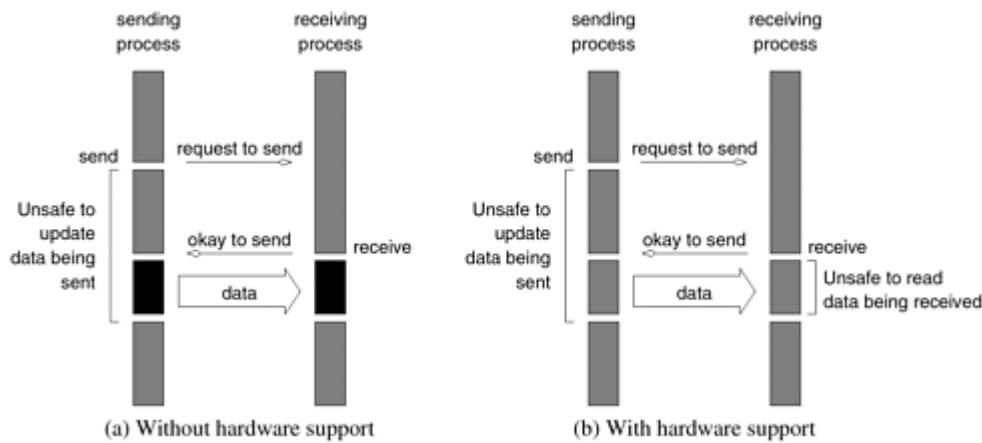 sending
process
receiving
process
send
request to send
Unsafe to
update
data being
sent
okay to send
receive
data
(a) Without hardware support
sending
process
receiving
process
send
request to send
Unsafe to
update
data being
sent
okay to send
receive
data
Unsafe to read
data being received
(b) With hardware support